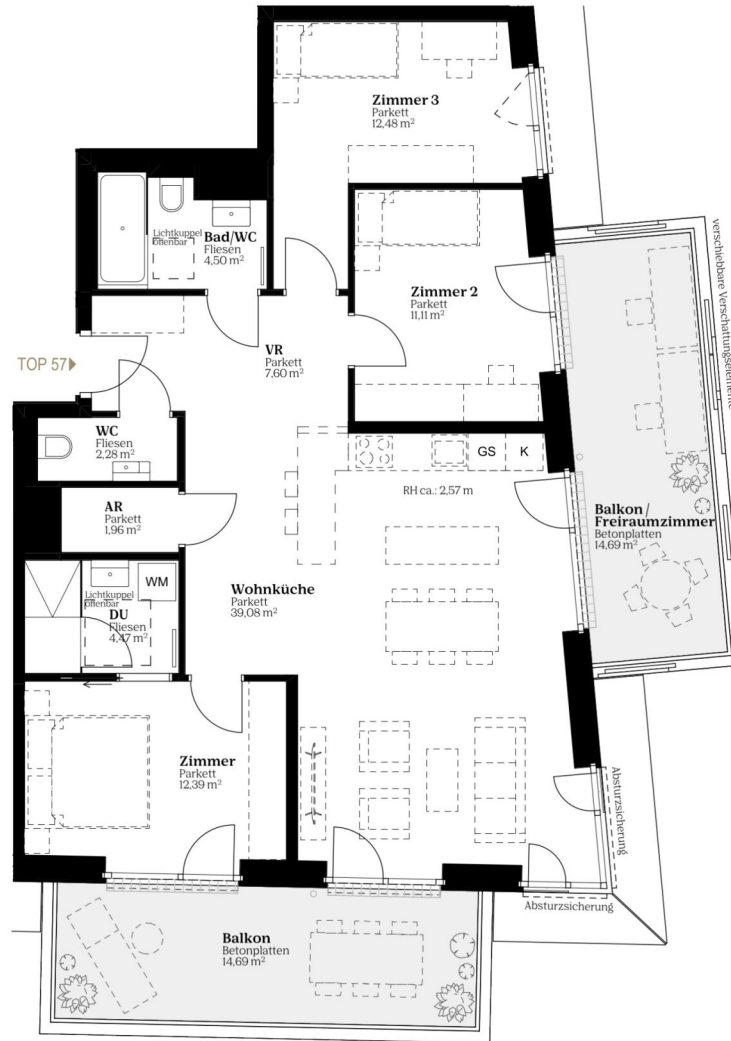 Zimmer 3
Parkett
12,48 m²
verschiebbare Verschattungselemente
Lichtkuppel
offenbar
Bad/WC
Fliesen
4,50 m²
Zimmer 2
Parkett
11,11 m²
TOP 57
VR
Parkett
7,60 m²
WC
Fliesen
2,28 m²
GS
K
RH ca.: 2,57 m
AR
Parkett
1,96 m²
Balkon/
Freiraumzimmer
Betonplatten
14,69 m²
WM
Lichtkuppel
offenbar
DU
Fliesen
4,47 m²
Wohnküche
Parkett
39,08 m²
Zimmer
Parkett
12,39 m²
Absturzsicherung
Absturzsicherung
Balkon
Betonplatten
14,69 m²